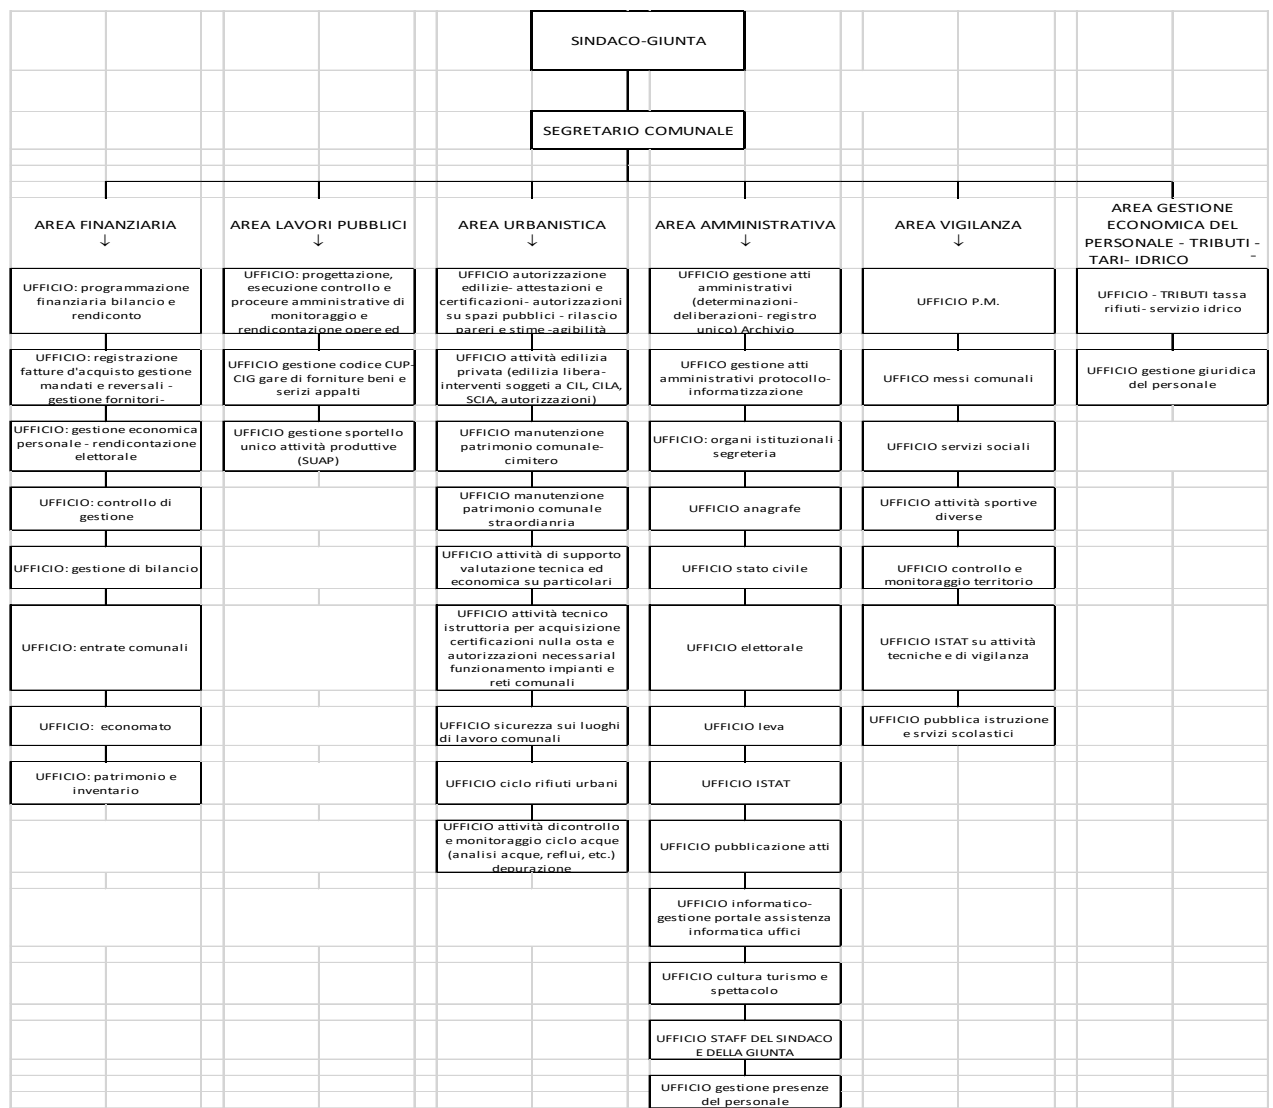 SINDACO-GIUNTA
SEGRETARIO COMUNALE
AREA FINANZIARIA
↓
AREA LAVORI PUBBLICI
↓
AREA URBANISTICA
↓
AREA AMMINISTRATIVA
↓
AREA VIGILANZA
↓
AREA GESTIONE
ECONOMICA DEL
PERSONALE - TRIBUTI -
TARI- IDRICO
UFFICIO: programmazione
finanziaria bilancio e
rendiconto
UFFICIO: registrazione
fatture d'acquisto gestione
mandati e reversali -
gestione fornitori-
UFFICIO: gestione economica
personale - rendicontazione
elettorale
UFFICIO: controllo di
gestione
UFFICIO: gestione di bilancio
UFFICIO: entrate comunali
UFFICIO: economato
UFFICIO: patrimonio e
inventario
UFFICIO: progettazione,
esecuzione controllo e
proceure amministrative di
monitoraggio e
rendicontazione opere ed
UFFICIO gestione codice CUP-
CIG gare di forniture beni e
serizi appalti
UFFICIO gestione sportello
unico attività produttive
(SUAP)
UFFICIO autorizzazione
edilizie- attestazioni e
certificazioni- autorizzazioni
su spazi pubblici - rilascio
pareri e stime -agibilità
UFFICIO attività edilizia
privata (edilizia libera-
interventi soggeti a CIL, CILA,
SCIA, autorizzazioni)
UFFICIO manutenzione
patrimonio comunale-
cimitero
UFFICIO manutenzione
patrimonio comunale
straordianria
UFFICIO attività di supporto
valutazione tecnica ed
economica su particolari
UFFICIO attività tecnico
istruttoria per acquisizione
certificazioni nulla osta e
autorizzazioni necessarial
funzionamento impianti e
reti comunali
UFFICIO sicurezza sui luoghi
di lavoro comunali
UFFICIO ciclo rifiuti urbani
UFFICIO attività dicontrollo
e monitoraggio ciclo acque
(analisi acque, reflui, etc.)
depurazione
UFFICIO gestione atti
amministrativi
(determinazioni-
deliberazioni- registro
unico) Archivio
UFFICO gestione atti
amministrativi protocollo-
informatizzazione
UFFICIO: organi istituzionali -
segreteria
UFFICIO anagrafe
UFFICIO stato civile
UFFICIO elettorale
UFFICIO leva
UFFICIO ISTAT
UFFICIO pubblicazione atti
UFFICIO informatico-
gestione portale assistenza
informatica uffici
UFFICIO cultura turismo e
spettacolo
UFFICIO STAFF DEL SINDACO
E DELLA GIUNTA
UFFICIO gestione presenze
del personale
UFFICIO P.M.
UFFICO messi comunali
UFFICIO servizi sociali
UFFICIO attività sportive
diverse
UFFICIO controllo e
monitoraggio territorio
UFFICIO ISTAT su attività
tecniche e di vigilanza
UFFICIO pubblica istruzione
e srvizi scolastici
UFFICIO - TRIBUTI tassa
rifiuti- servizio idrico
UFFICIO gestione giuridica
del personale